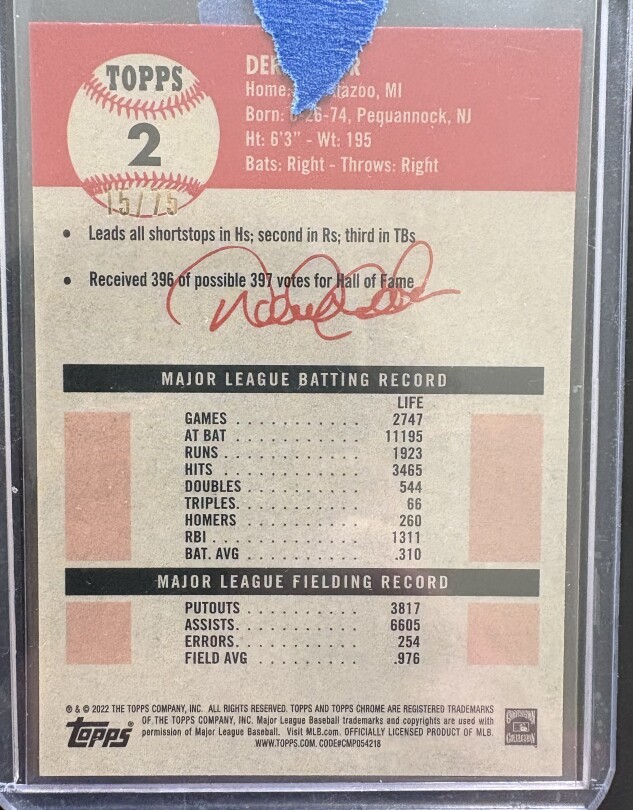 TOPPS
2
15/75
MI
Born: 6-26-74, Pequannock, NJ
Ht: 6'3" - Wt: 195
Bats: Right - Throws: Right
• Leads all shortstops in Hs; second in Rs; third in TBs
• Received 396 of possible 397 votes for Hall of Fame
MAJOR LEAGUE BATTING RECORD
LIFE
GAMES . . . . . . . . . . . 2747
AT BAT . . . . . . . . . . 11195
RUNS . . . . . . . . . . . 1923
HITS . . . . . . . . . . . 3465
DOUBLES . . . . . . . . . . 544
TRIPLES. . . . . . . . . . . 66
HOMERS . . . . . . . . . . 260
RBI . . . . . . . . . . . . 1311
BAT. AVG . . . . . . . . . .310
MAJOR LEAGUE FIELDING RECORD
PUTOUTS . . . . . . . . . . 3817
ASSISTS. . . . . . . . . . . 6605
ERRORS. . . . . . . . . . . 254
FIELD AVG . . . . . . . . . .976
® & © 2022 THE TOPPS COMPANY, INC. ALL RIGHTS RESERVED. TOPPS AND TOPPS CHROME ARE REGISTERED TRADEMARKS
OF THE TOPPS COMPANY, INC. Major League Baseball trademarks and copyrights are used with
permission of Major League Baseball. Visit MLB.com. OFFICIALLY LICENSED PRODUCT OF MLB.
WWW.TOPPS.COM. CODE#CMP054216
Topps®
COOPERSTOWN
COLLECTION